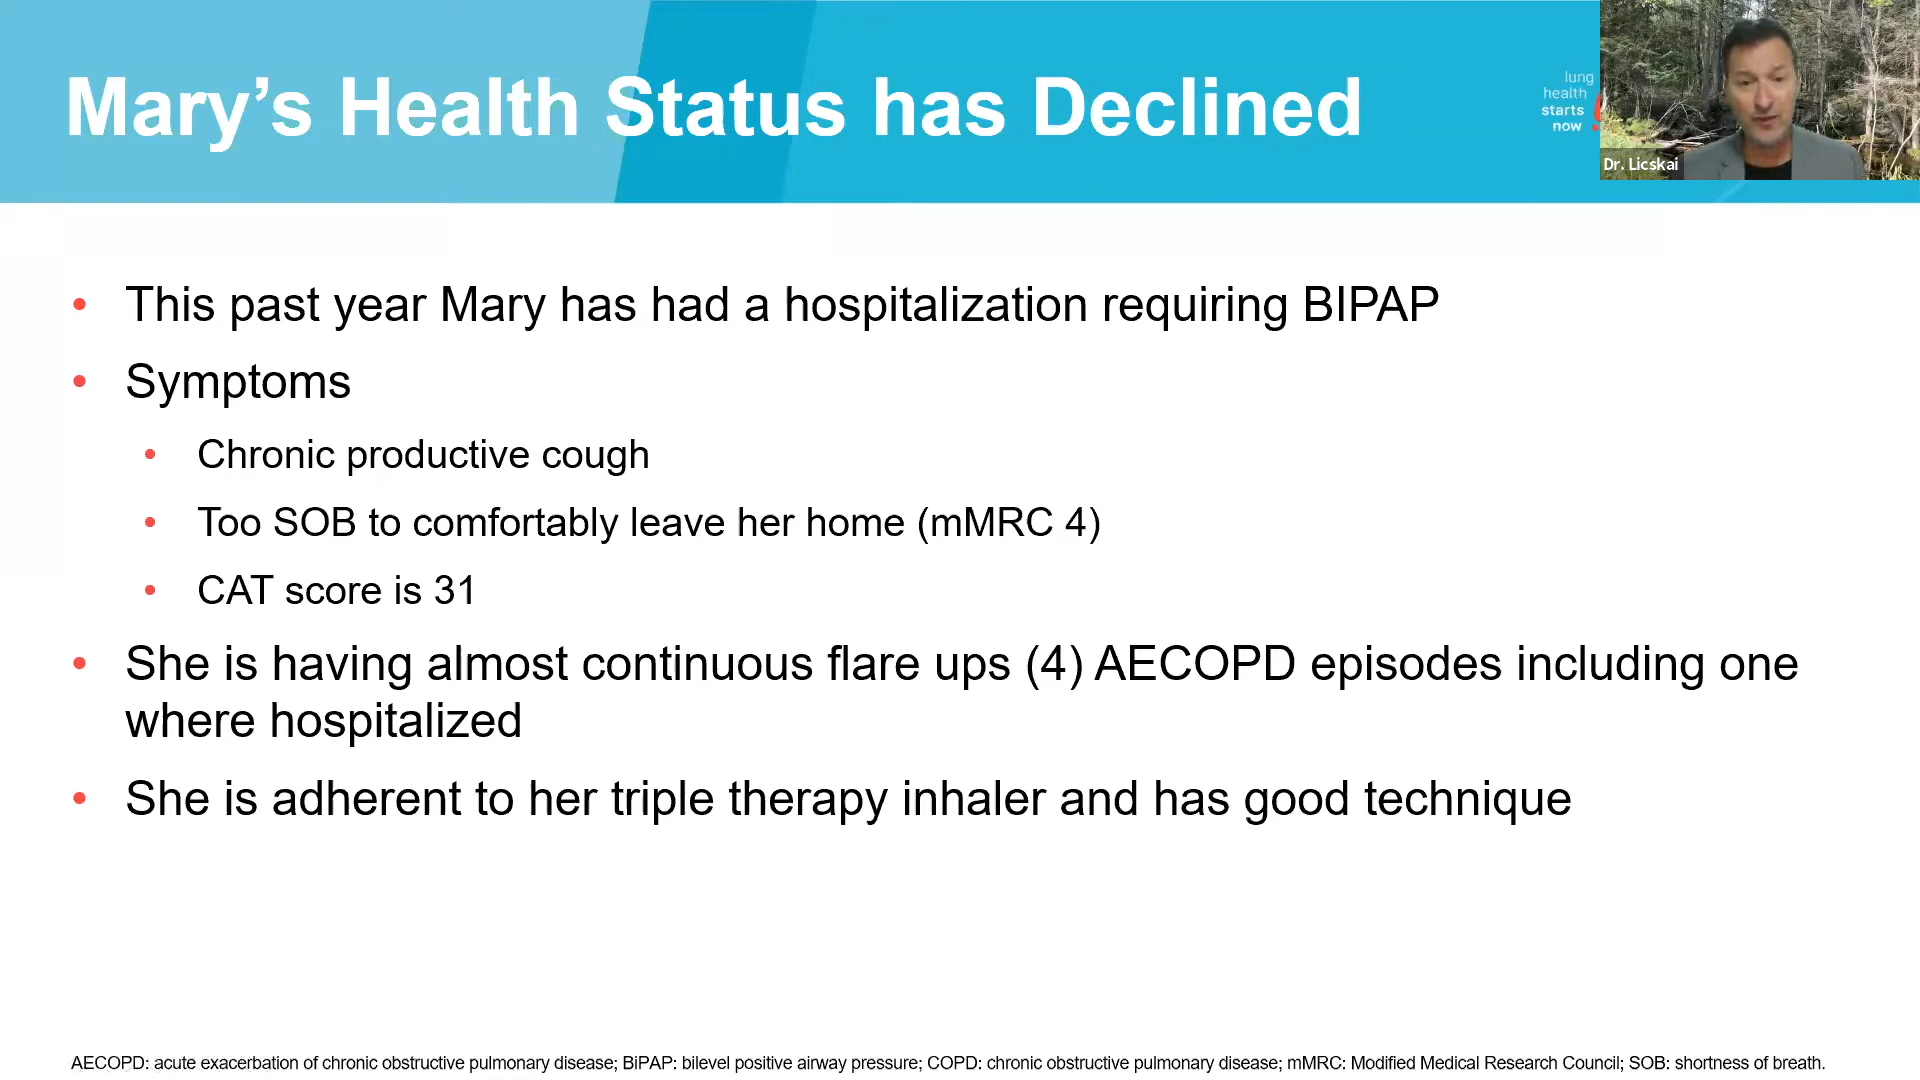 Mary’s Health Status has Declined
lung
health
starts
now
Dr. Licskai
• This past year Mary has had a hospitalization requiring BIPAP
• Symptoms
• Chronic productive cough
• Too SOB to comfortably leave her home (mMRC 4)
• CAT score is 31
• She is having almost continuous flare ups (4) AECOPD episodes including one
where hospitalized
• She is adherent to her triple therapy inhaler and has good technique
AECOPD: acute exacerbation of chronic obstructive pulmonary disease; BiPAP: bilevel positive airway pressure; COPD: chronic obstructive pulmonary disease; mMRC: Modified Medical Research Council; SOB: shortness of breath.